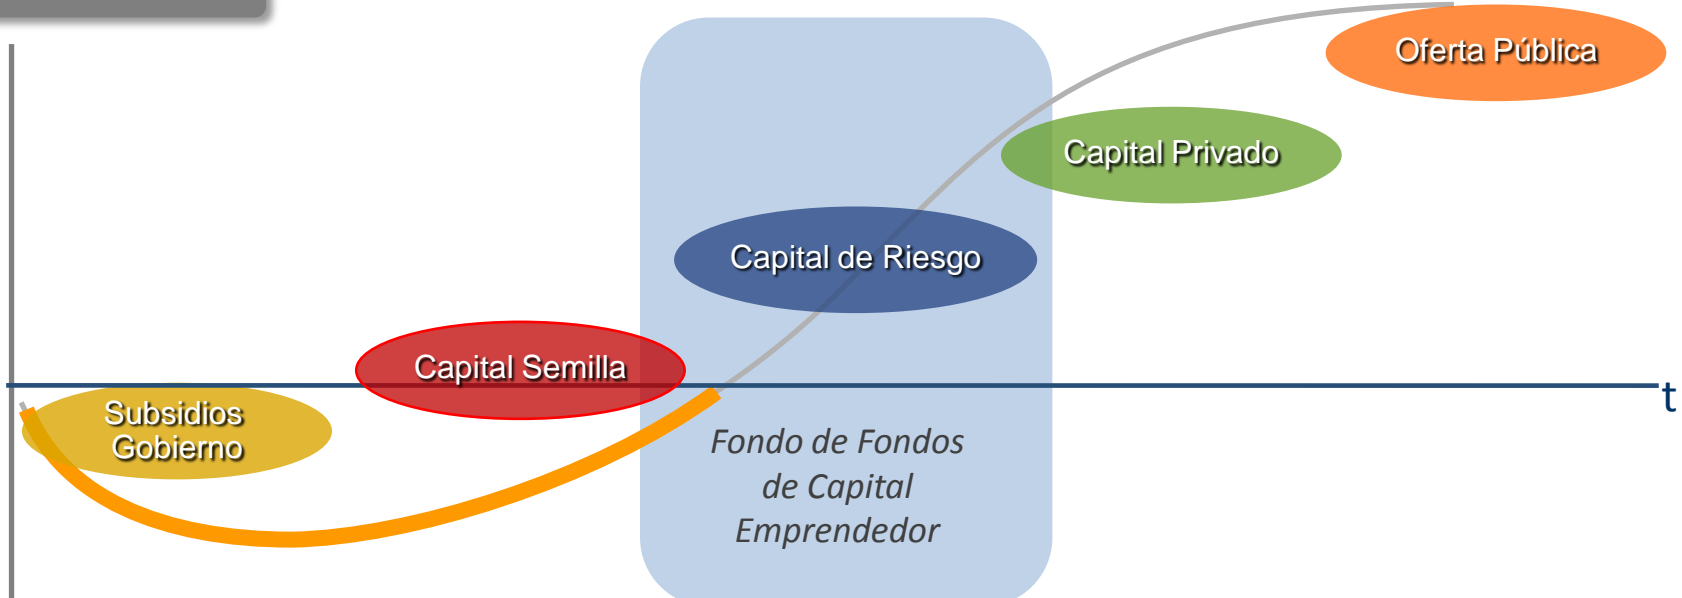 Oferta Pública
Capital Privado
Capital de Riesgo
Capital Semilla
t
Subsidios
Gobierno
Fondo de Fondos
de Capital
Emprendedor